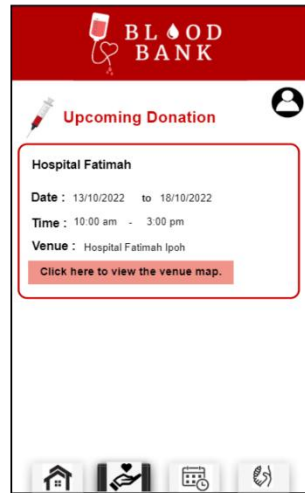 BLOOD
BANK
Upcoming Donation
Hospital Fatimah
Date : 13/10/2022 to 18/10/2022
Time : 10:00 am - 3:00 pm
Venue : Hospital Fatimah Ipoh
Click here to view the venue map.